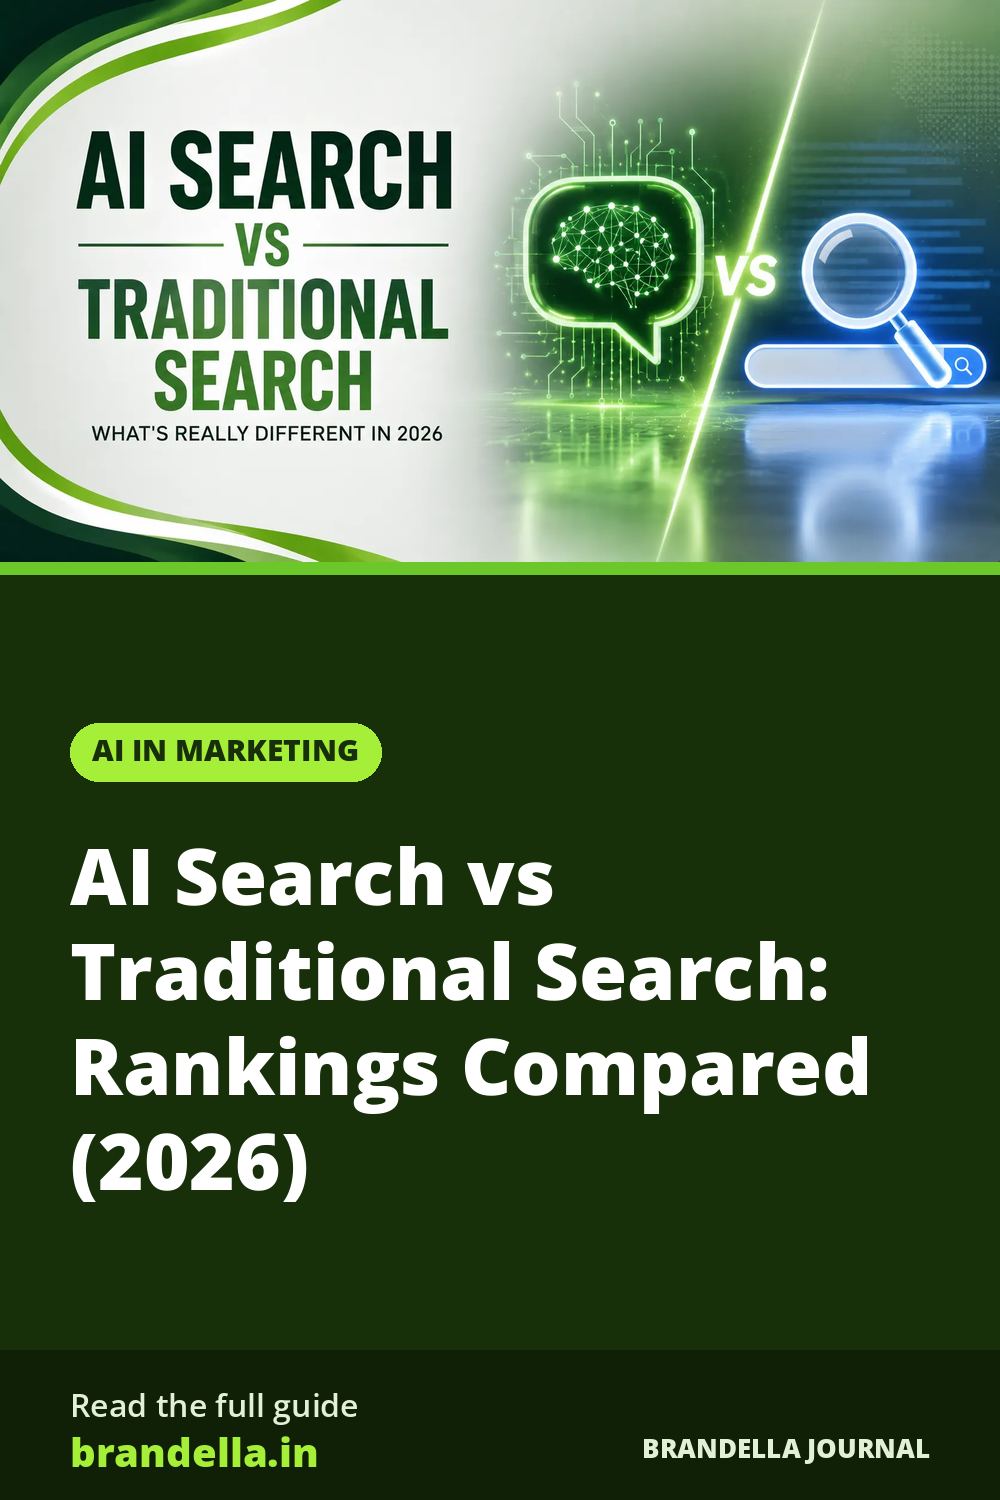 AI SEARCH
VS
TRADITIONAL
SEARCH
WHAT'S REALLY DIFFERENT IN 2026
VS
AI IN MARKETING
AI Search vs
Traditional Search:
Rankings Compared
(2026)
Read the full guide
brandella.in
BRANDELLA JOURNAL